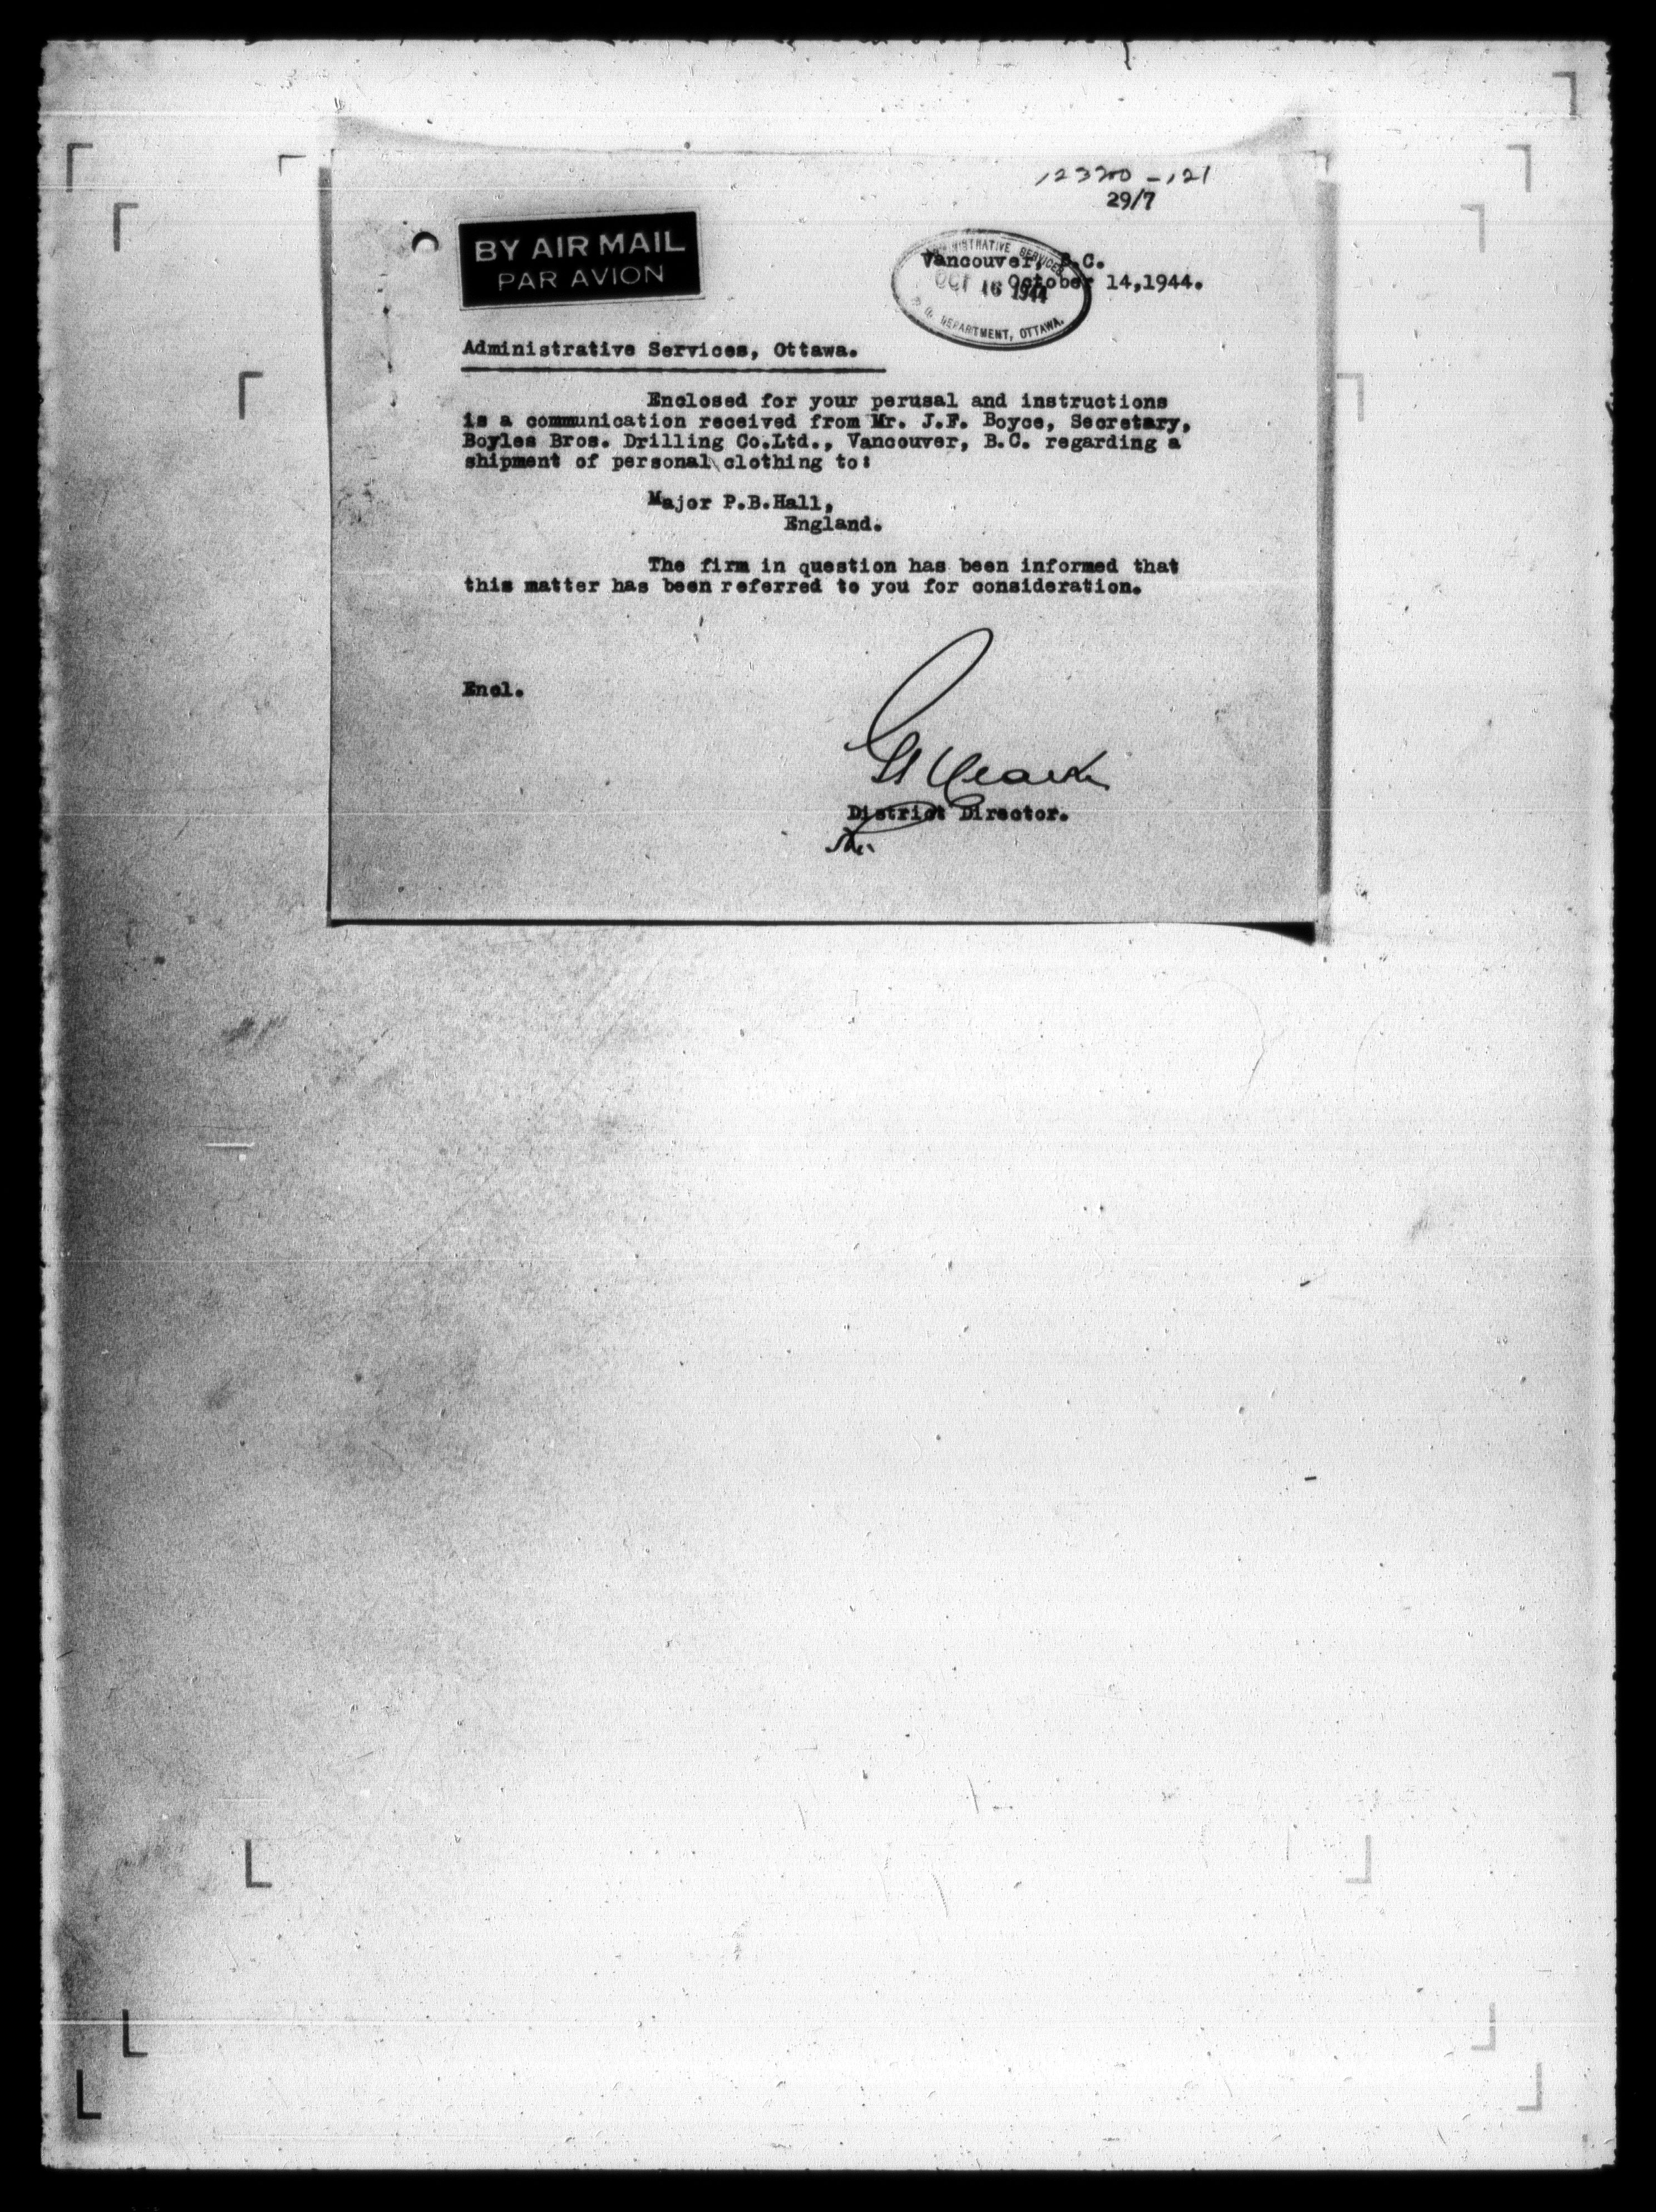 12320-121
29/7
BY AIR MAIL
PAR AVION
Vancouver, B.C.
October 14,1944.
ADMINISTRATIVE SERVICES
OCT 16 1944
DEPARTMENT, OTTAWA.
Administrative Services, Ottawa.
Enclosed for your perusal and instructions
is a communication received from Mr. J.F. Boyce, Secretary,
Boyles Bros. Drilling Co.Ltd., Vancouver, B.C. regarding a
shipment of personal clothing to:
Major P.B.Hall,
England.
The firm in question has been informed that
this matter has been referred to you for consideration.
Encl.
District Director.